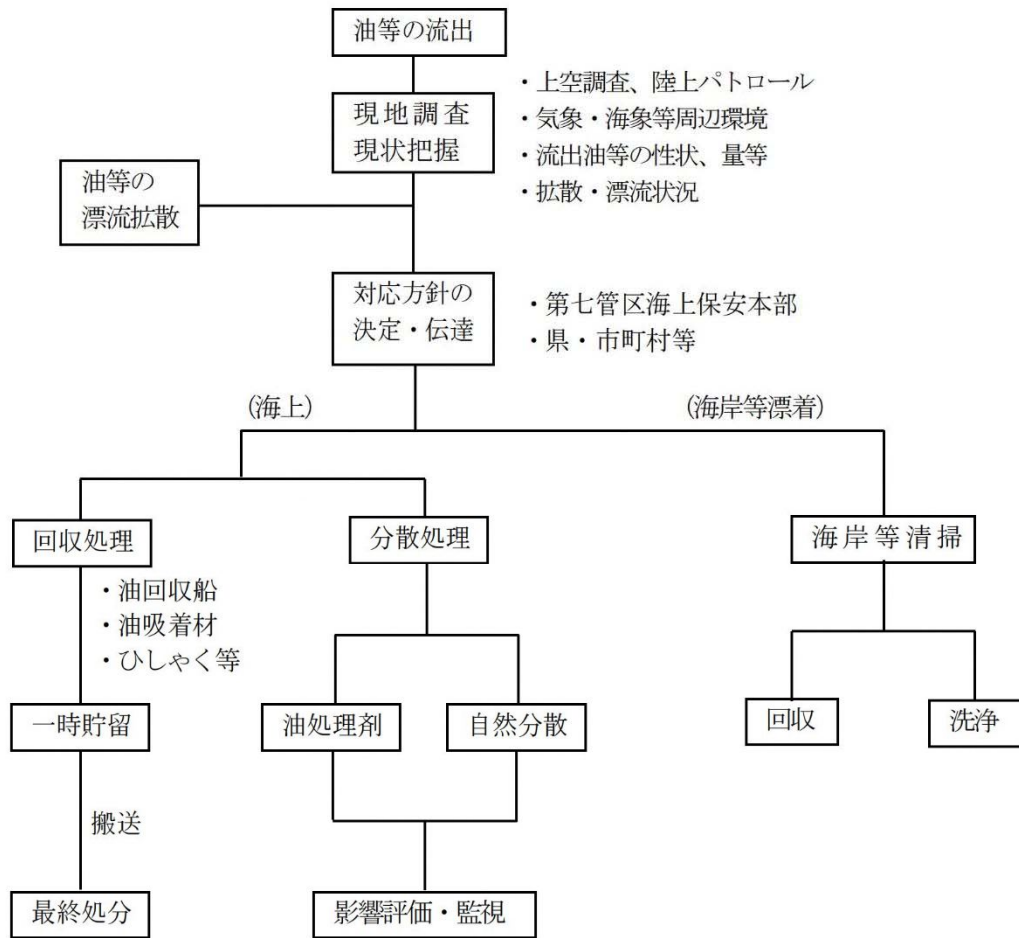 油等の流出
現地調査
現状把握
・上空調査、陸上パトロール
・気象・海象等周辺環境
・流出油等の性状、量等
・拡散・漂流状況
油等の
漂流拡散
対応方針の
決定・伝達
・第七管区海上保安本部
・県・市町村等
(海上)
(海岸等漂着)
回収処理
分散処理
海岸等清掃
・油回収船
・油吸着材
・ひしゃく等
一時貯留
油処理剤
自然分散
回収
洗浄
搬送
最終処分
影響評価・監視